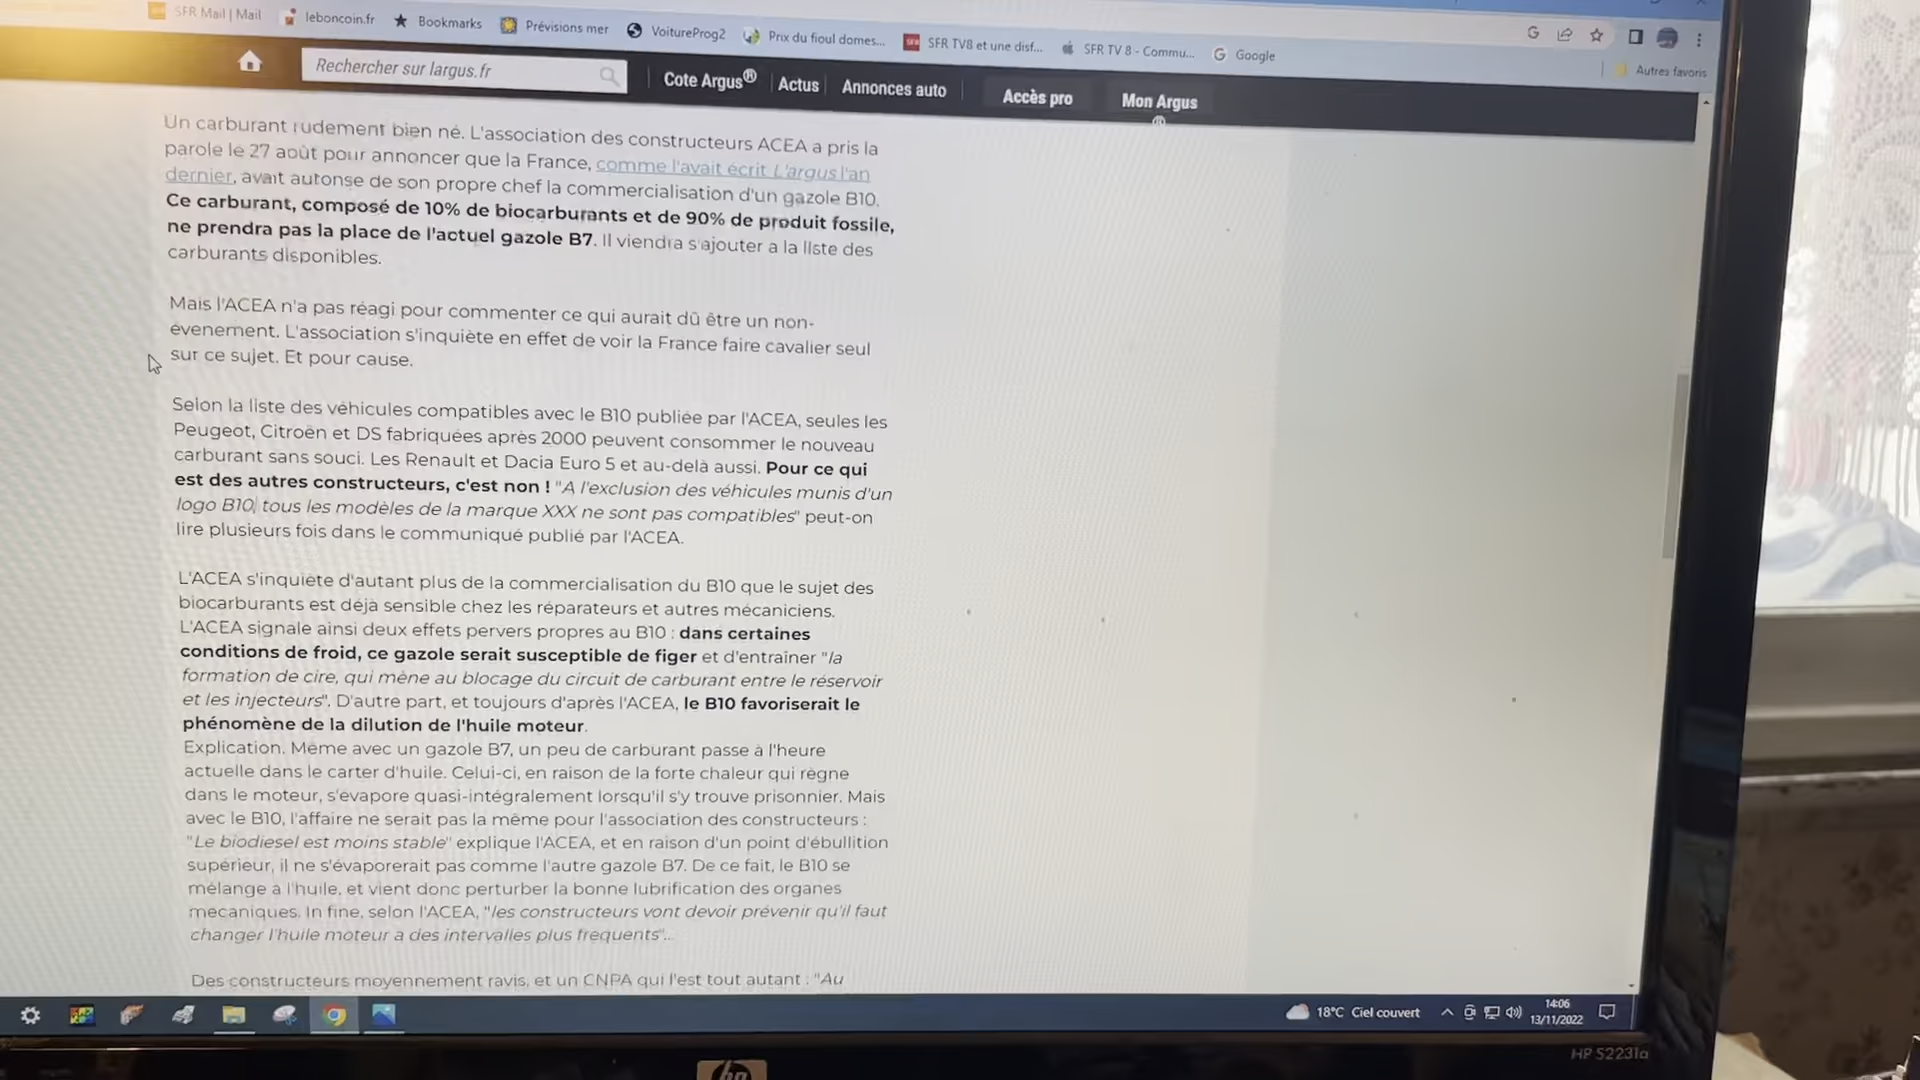 SFR Mail | Mail
leboncoin.fr
Bookmarks
Prévisions mer
VoitureProg2
Prix du fioul domes...
SFR TV8 et une disf...
SFR TV 8 - Commu...
Google
Autres favoris
Rechercher sur largus.fr
Cote Argus®
Actus
Annonces auto
Accès pro
Mon Argus
®
Un carburant rudement bien né. L'association des constructeurs ACEA a pris la
parole le 27 août pour annoncer que la France, comme l'avait écrit L'argus l'an
dernier, avait autorisé de son propre chef la commercialisation d'un gazole B10.
Ce carburant, composé de 10% de biocarburants et de 90% de produit fossile,
ne prendra pas la place de l'actuel gazole B7. Il viendra s'ajouter à la liste des
carburants disponibles.
Mais l'ACEA n'a pas réagi pour commenter ce qui aurait dû être un non-
évenement. L'association s'inquiète en effet de voir la France faire cavalier seul
sur ce sujet. Et pour cause.
Selon la liste des véhicules compatibles avec le B10 publiée par l'ACEA, seules les
Peugeot, Citroën et DS fabriquées après 2000 peuvent consommer le nouveau
carburant sans souci. Les Renault et Dacia Euro 5 et au-delà aussi. Pour ce qui
est des autres constructeurs, c'est non ! "A l'exclusion des véhicules munis d'un
logo B10, tous les modèles de la marque XXX ne sont pas compatibles" peut-on
lire plusieurs fois dans le communiqué publié par l'ACEA.
L'ACEA s'inquiète d'autant plus de la commercialisation du B10 que le sujet des
biocarburants est déjà sensible chez les réparateurs et autres mécaniciens.
L'ACEA signale ainsi deux effets pervers propres au B10 : dans certaines
conditions de froid, ce gazole serait susceptible de figer et d'entraîner "la
formation de cire, qui mène au blocage du circuit de carburant entre le réservoir
et les injecteurs". D'autre part, et toujours d'après l'ACEA, le B10 favoriserait le
phénomène de la dilution de l'huile moteur.
Explication. Même avec un gazole B7, un peu de carburant passe à l'heure
actuelle dans le carter d'huile. Celui-ci, en raison de la forte chaleur qui règne
dans le moteur, s'évapore quasi-intégralement lorsqu'il s'y trouve prisonnier. Mais
avec le B10, l'affaire ne serait pas la même pour l'association des constructeurs :
"Le biodiesel est moins stable" explique l'ACEA, et en raison d'un point d'ébullition
supérieur, il ne s'évaporerait pas comme l'autre gazole B7. De ce fait, le B10 se
mélange à l'huile, et vient donc perturber la bonne lubrification des organes
mécaniques. In fine, selon l'ACEA, "les constructeurs vont devoir prévenir qu'il faut
changer l'huile moteur à des intervalles plus fréquents"...
Des constructeurs moyennement ravis, et un CNPA qui l'est tout autant : "Au
18°C Ciel couvert
14:06
13/11/2022
HP S2231a
hp